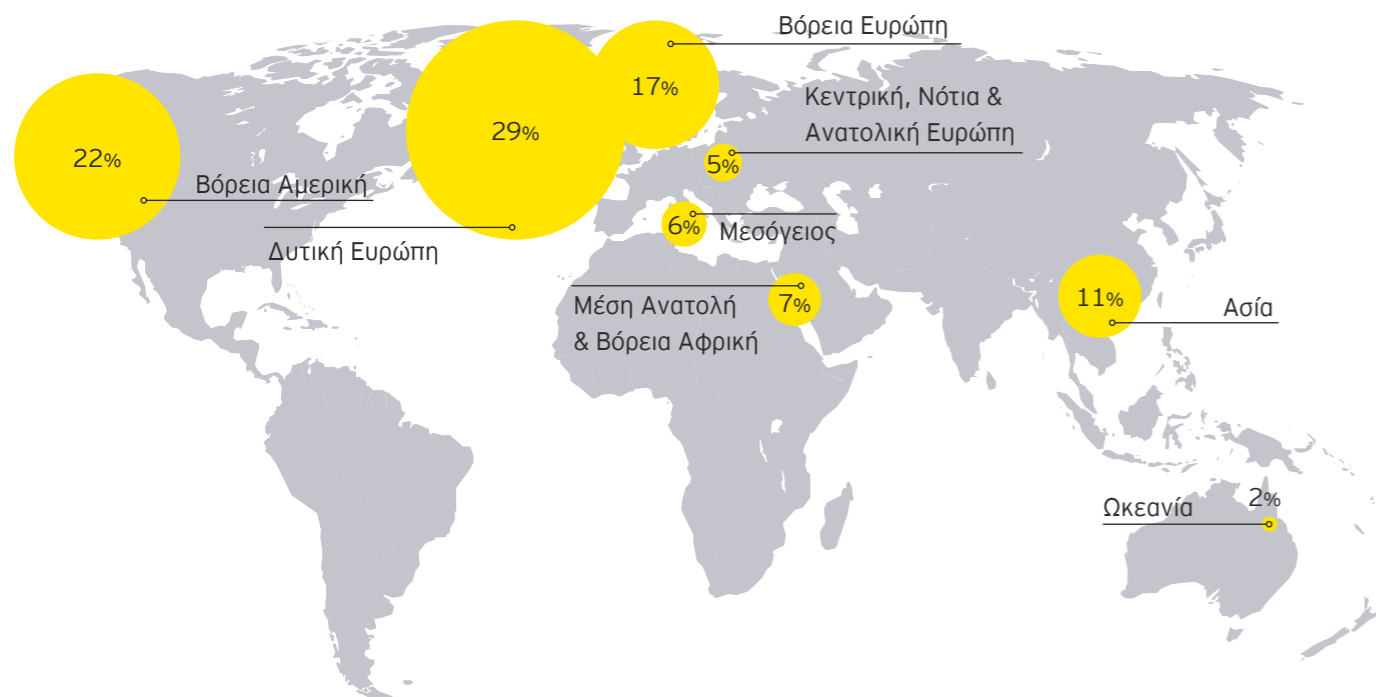 Βόρεια Ευρώπη
17%
Κεντρική, Νότια &
Ανατολική Ευρώπη
29%
22%
5%
Βόρεια Αμερική
6%
Μεσόγειος
Δυτική Ευρώπη
Μέση Ανατολή
& Βόρεια Αφρική
7%
11%
Ασία
2%
Ωκεανία